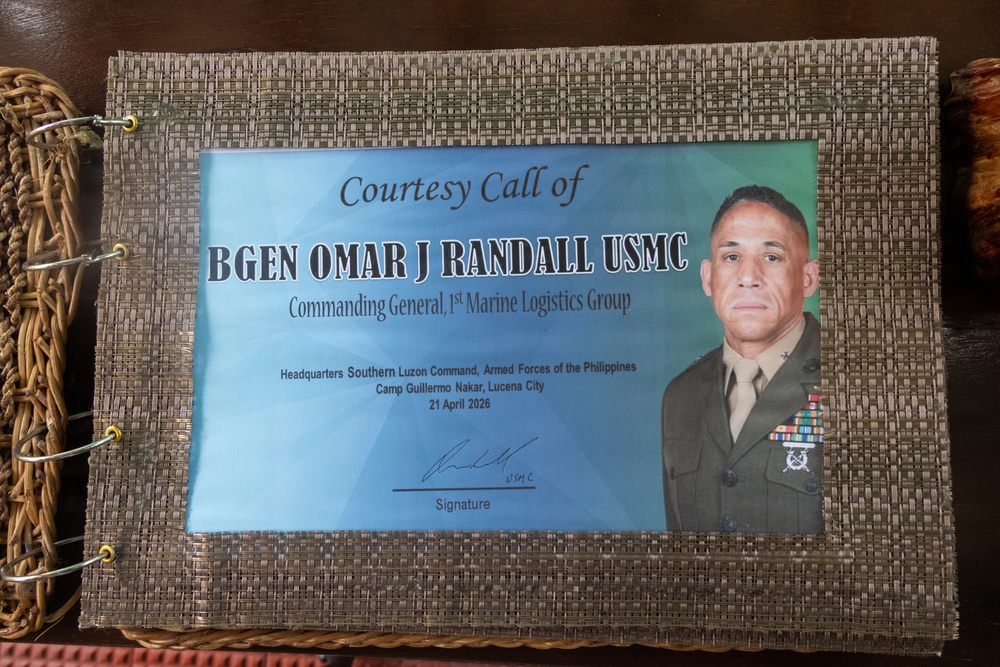 Courtesy Call of
BGEN OMAR J RANDALL USMC
Commanding General, 1st Marine Logistics Group
Headquarters Southern Luzon Command, Armed Forces of the Philippines
Camp Guillermo Nakar, Lucena City
21 April 2026
USMC
Signature